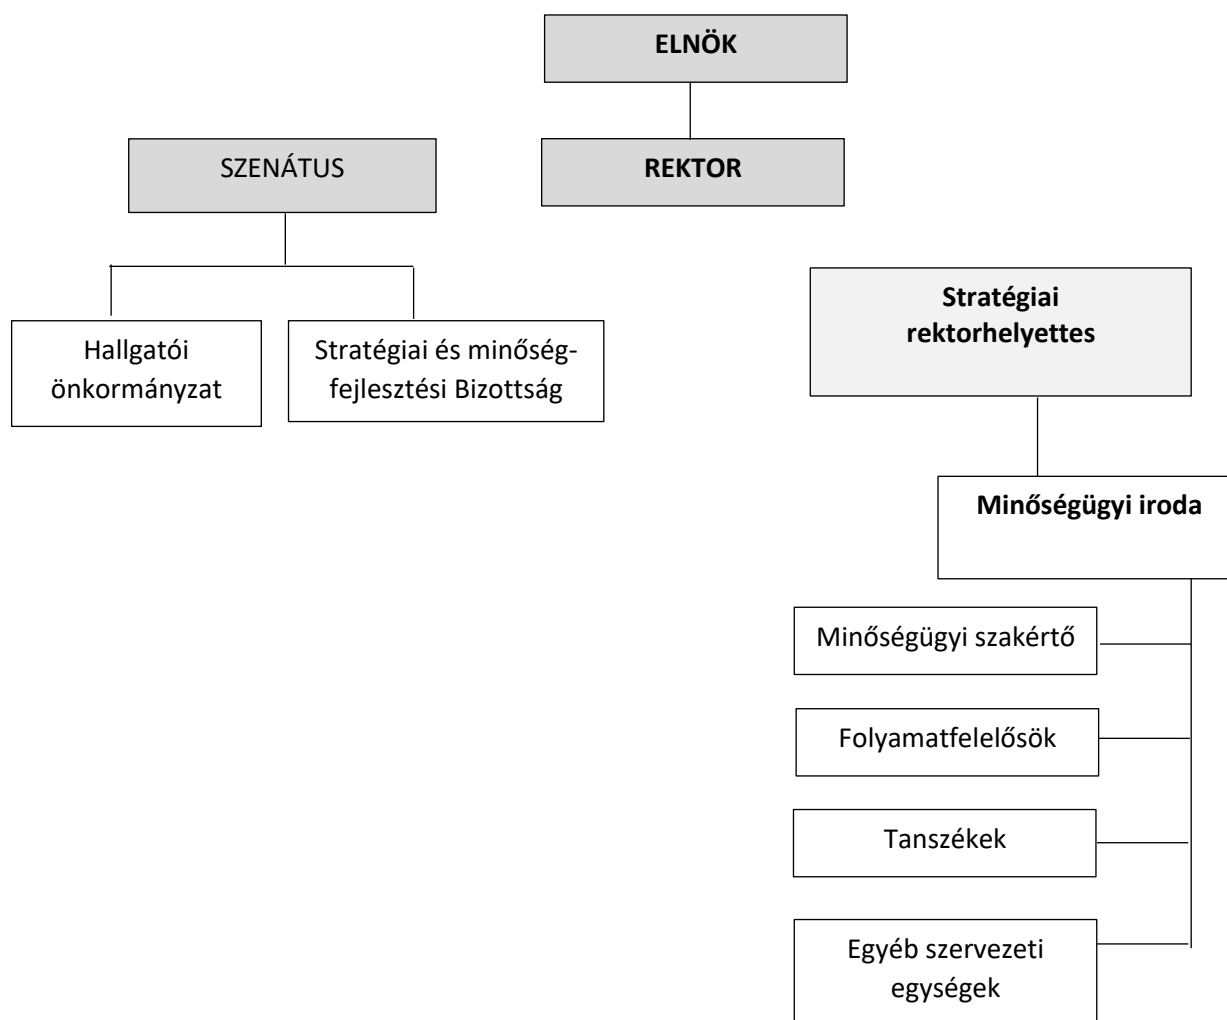 ELNÖK
SZENÁTUS
REKTOR
Stratégiai
rektorhelyettes
Hallgatói
önkormányzat
Stratégiai és minőség-
fejlesztési Bizottság
Minőségügyi iroda
Minőségügyi szakértő
Folyamatfelelősök
Tanszékek
Egyéb szervezeti
egységek